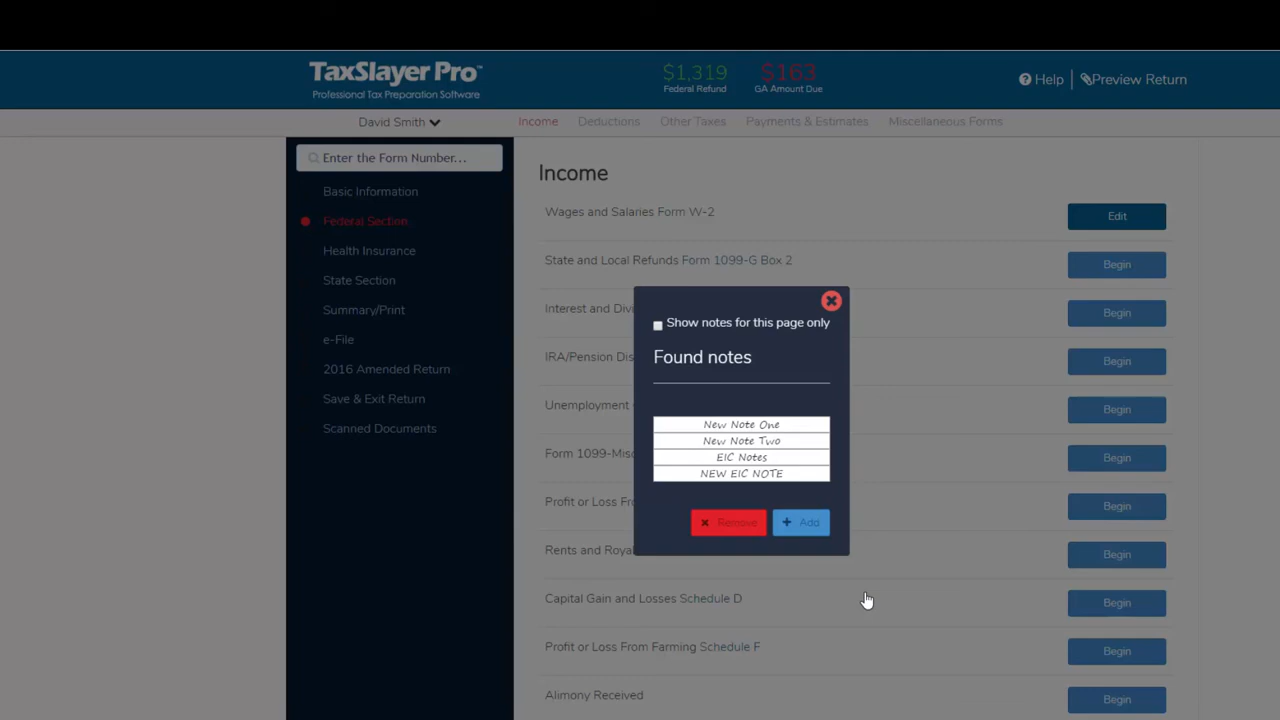 TaxSlayer Pro™
Professional Tax Preparation Software
$1,319
Federal Refund
$163
GA Amount Due
Help
Preview Return
David Smith
Income
Deductions
Other Taxes
Payments & Estimates
Miscellaneous Forms
Enter the Form Number...
Basic Information
Federal Section
Health Insurance
State Section
Summary/Print
e-File
2016 Amended Return
Save & Exit Return
Scanned Documents
Income
Wages and Salaries Form W-2
Edit
State and Local Refunds Form 1099-G Box 2
Begin
Interest and Div
Begin
IRA/Pension Dis
Begin
Unemployment
Begin
Form 1099-Misc
Begin
Profit or Loss Fr
Begin
Rents and Roya
Begin
Capital Gain and Losses Schedule D
Begin
Profit or Loss From Farming Schedule F
Begin
Alimony Received
Begin
Show notes for this page only
Found notes
New Note One
New Note Two
EIC Notes
NEW EIC NOTE
Remove
Add